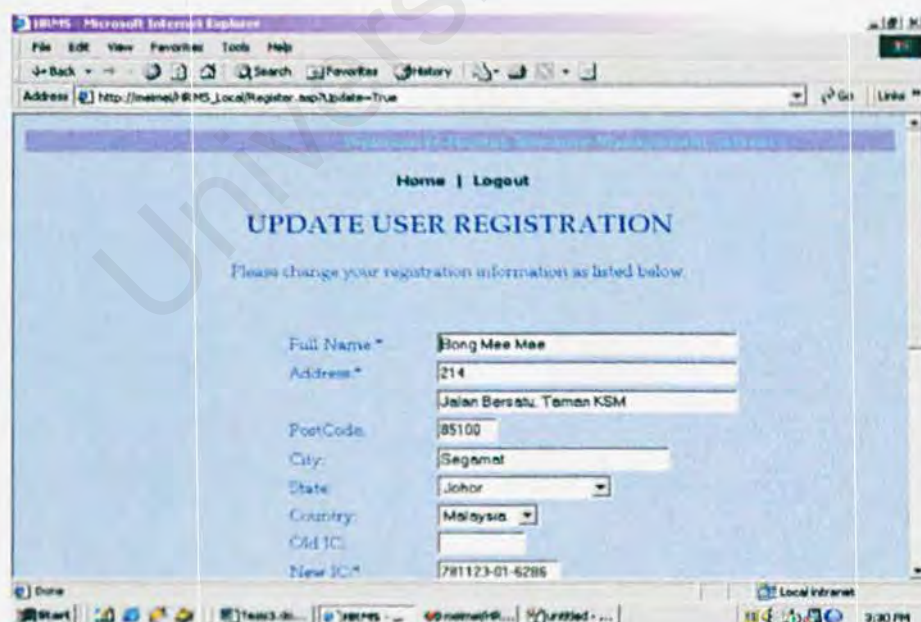 HRMS - Microsoft Internet Explorer
File Edit View Favorites Tools Help
Back Search Favorites History
Address http://meimei/HRMS_Local/Register.asp?Update=True Go Links
Home | Logout
UPDATE USER REGISTRATION
Please change your registration information as listed below.
Full Name:* Bong Mee Mee
Address:* 214
Jalan Bersatu, Taman KSM
PostCode: 85100
City: Segamat
State: Johor
Country: Malaysia
Old IC:
New IC:* 781123-01-6286
Done Local intranet
Start Untitled - ... 3:30 PM